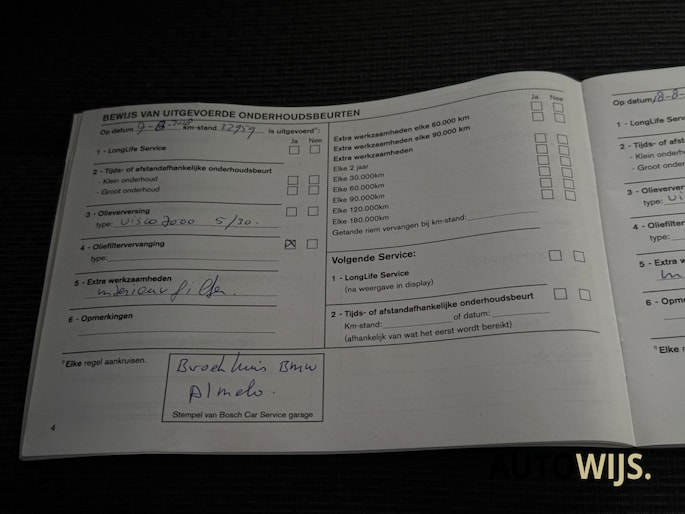 BEWIJS VAN UITGEVOERDE ONDERHOUDSBEURTEN
Op datum km-stand is uitgevoerd*):
Ja Nee
1 - LongLife Service
2 - Tijds- of afstandafhankelijke onderhoudsbeurt
- Klein onderhoud
- Groot onderhoud
3 - Olieverversing
type: Visco 7000 5/30.
4 - Oliefiltervervanging
type:
5 - Extra werkzaamheden
interieurfilter.
6 - Opmerkingen
Elke regel aankruisen.
Broekhuis BMW
Almelo.
Stempel van Bosch Car Service garage
4
Ja Nee
Extra werkzaamheden elke 60.000 km
Extra werkzaamheden elke 90.000 km
Extra werkzaamheden
Elke 2 jaar
Elke 30.000km
Elke 60.000km
Elke 90.000km
Elke 120.000km
Elke 180.000km
Getande riem vervangen bij km-stand:
Volgende Service:
1 - LongLife Service
(na weergave in display)
2 - Tijds- of afstandafhankelijke onderhoudsbeurt
Km-stand: of datum:
(afhankelijk van wat het eerst wordt bereikt)
Op datum 18-8-
1 - LongLife
2 - Tijds- of
- Klein onderh
- Groot onder
3 - Olieververs
type:
4 - Oliefilter
type:
5 - Extra w
6 - Opme
Elke
AUTOWIJS.